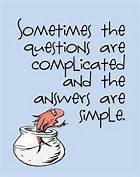 Sometimes the
questions are
complicated
and the
answers are
simple.